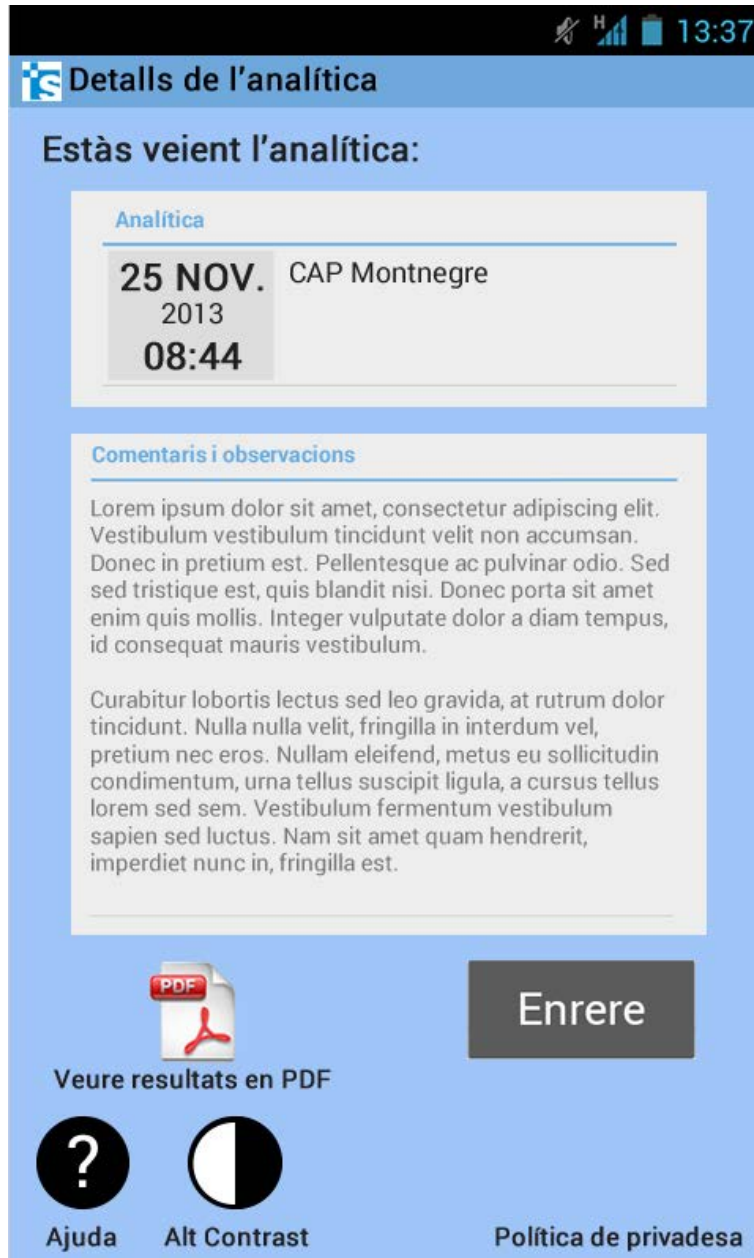 H 13:37
is Detalls de l'analítica
Estàs veient l'analítica:
Analítica
25 NOV.
2013
08:44
CAP Montnegre
Comentaris i observacions
Lorem ipsum dolor sit amet, consectetur adipiscing elit.
Vestibulum vestibulum tincidunt velit non accumsan.
Donec in pretium est. Pellentesque ac pulvinar odio. Sed
sed tristique est, quis blandit nisi. Donec porta sit amet
enim quis mollis. Integer vulputate dolor a diam tempus,
id consequat mauris vestibulum.
Curabitur lobortis lectus sed leo gravida, at rutrum dolor
tincidunt. Nulla nulla velit, fringilla in interdum vel,
pretium nec eros. Nullam eleifend, metus eu sollicitudin
condimentum, urna tellus suscipit ligula, a cursus tellus
lorem sed sem. Vestibulum fermentum vestibulum
sapien sed luctus. Nam sit amet quam hendrerit,
imperdiet nunc in, fringilla est.
PDF
Enrere
Veure resultats en PDF
?
Ajuda
Alt Contrast
Política de privadesa